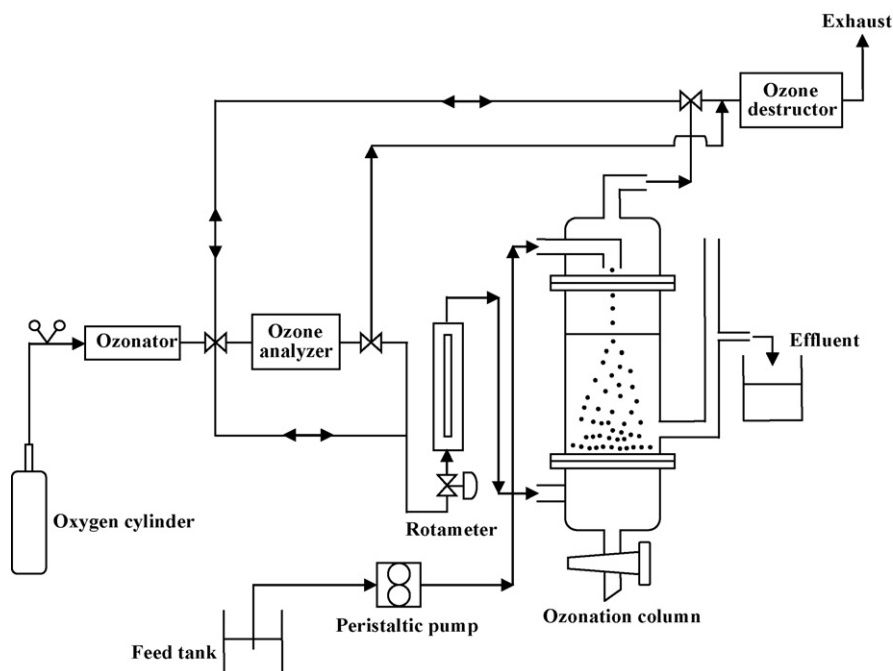 Exhaust
Ozone
destructor
Ozonator
Ozone
analyzer
Effluent
Oxygen cylinder
Rotameter
Peristaltic pump
Ozonation column
Feed tank